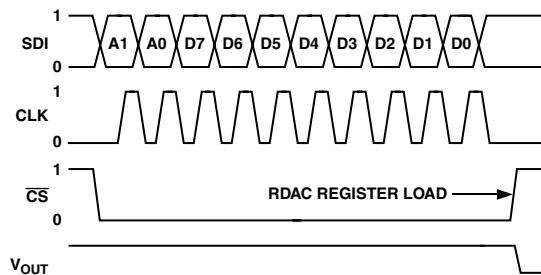 1
SDI A1 A0 D7 D6 D5 D4 D3 D2 D1 D0
0
1
CLK
0
1
CS RDAC REGISTER LOAD
0
VOUT